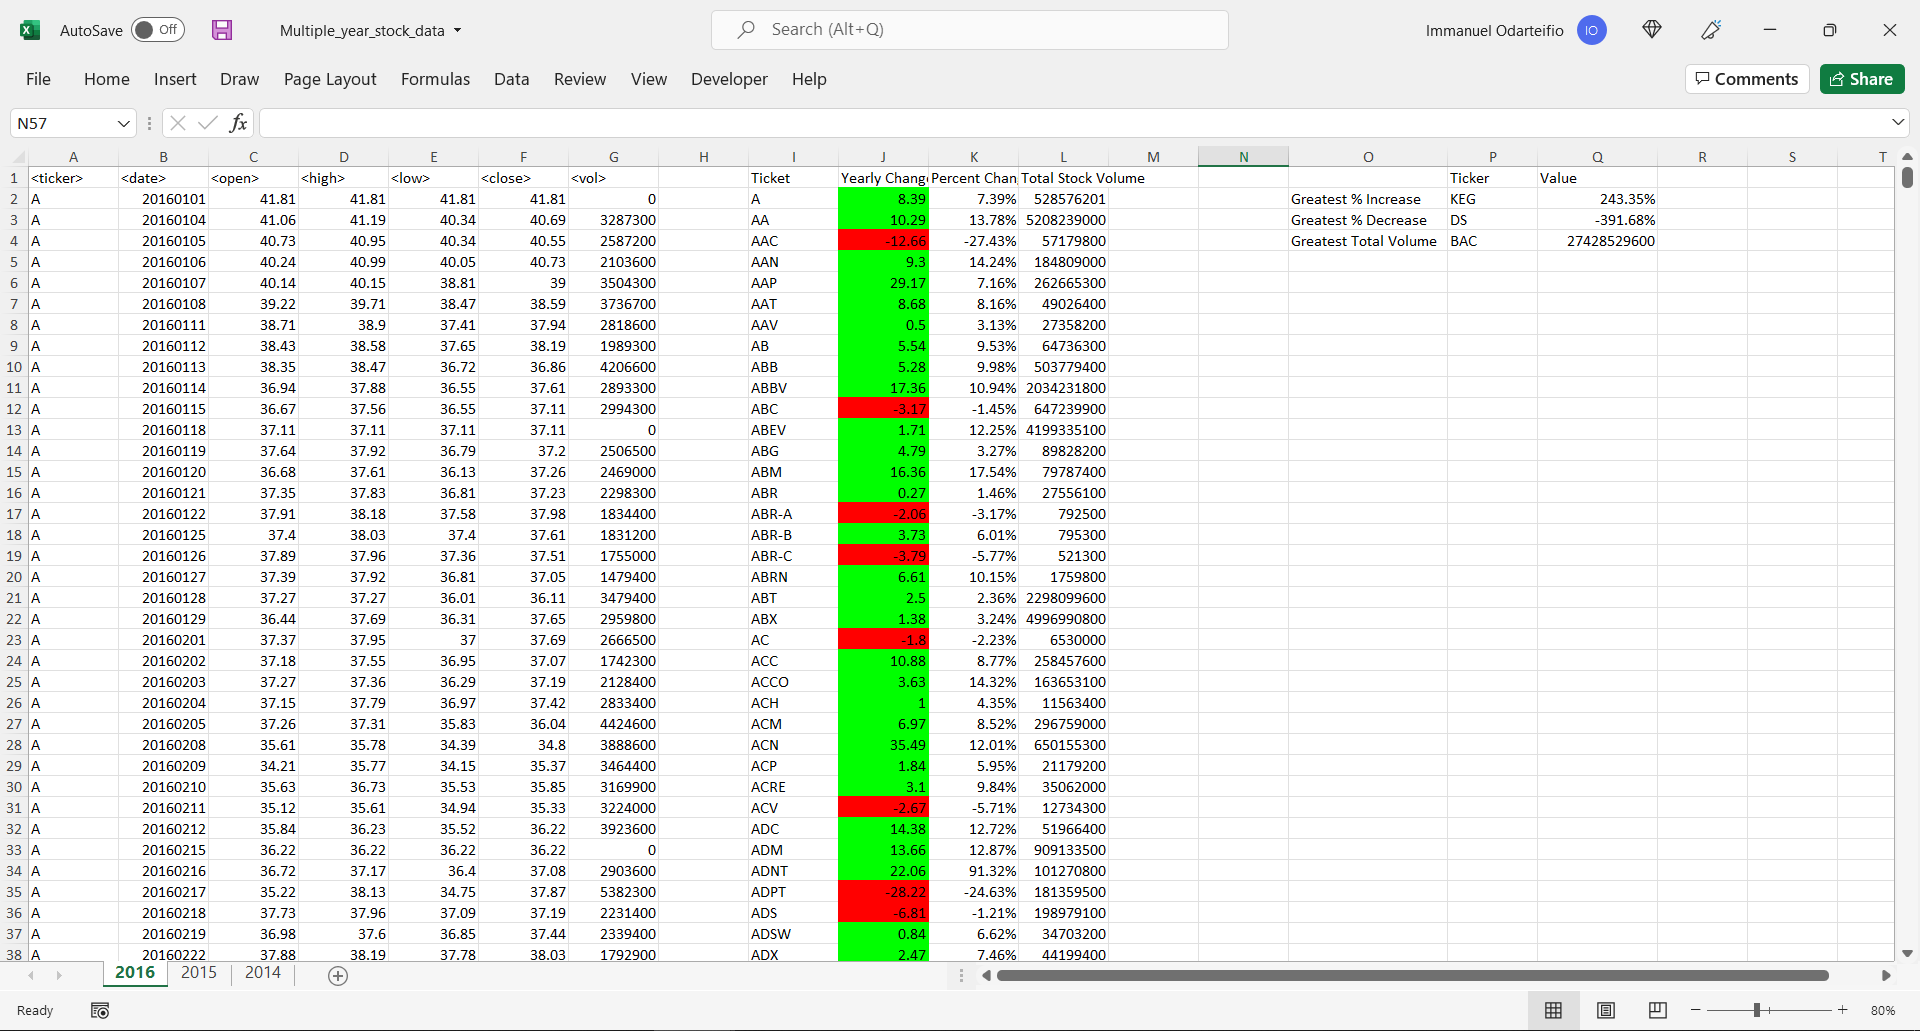 AutoSave Off Multiple_year_stock_data Search (Alt+Q) Immanuel Odarteifio IO
File Home Insert Draw Page Layout Formulas Data Review View Developer Help Comments Share
N57 fx
A B C D E F G H I J K L M N O P Q R S T
1 <ticker> <date> <open> <high> <low> <close> <vol> Ticket Yearly Chang Percent Chan Total Stock Volume Ticker Value
2 A 20160101 41.81 41.81 41.81 41.81 0 A 8.39 7.39% 528576201 Greatest % Increase KEG 243.35%
3 A 20160104 41.06 41.19 40.34 40.69 3287300 AA 10.29 13.78% 5208239000 Greatest % Decrease DS -391.68%
4 A 20160105 40.73 40.95 40.34 40.55 2587200 AAC -12.66 -27.43% 57179800 Greatest Total Volume BAC 27428529600
5 A 20160106 40.24 40.99 40.05 40.73 2103600 AAN 9.3 14.24% 184809000
6 A 20160107 40.14 40.15 38.81 39 3504300 AAP 29.17 7.16% 262665300
7 A 20160108 39.22 39.71 38.47 38.59 3736700 AAT 8.68 8.16% 49026400
8 A 20160111 38.71 38.9 37.41 37.94 2818600 AAV 0.5 3.13% 27358200
9 A 20160112 38.43 38.58 37.65 38.19 1989300 AB 5.54 9.53% 64736300
10 A 20160113 38.35 38.47 36.72 36.86 4206600 ABB 5.28 9.98% 503779400
11 A 20160114 36.94 37.88 36.55 37.61 2893300 ABBV 17.36 10.94% 2034231800
12 A 20160115 36.67 37.56 36.55 37.11 2994300 ABC -3.17 -1.45% 647239900
13 A 20160118 37.11 37.11 37.11 37.11 0 ABEV 1.71 12.25% 4199335100
14 A 20160119 37.64 37.92 36.79 37.2 2506500 ABG 4.79 3.27% 89828200
15 A 20160120 36.68 37.61 36.13 37.26 2469000 ABM 16.36 17.54% 79787400
16 A 20160121 37.35 37.83 36.81 37.23 2298300 ABR 0.27 1.46% 27556100
17 A 20160122 37.91 38.18 37.58 37.98 1834400 ABR-A -2.06 -3.17% 792500
18 A 20160125 37.4 38.03 37.4 37.61 1831200 ABR-B 3.73 6.01% 795300
19 A 20160126 37.89 37.96 37.36 37.51 1755000 ABR-C -3.79 -5.77% 521300
20 A 20160127 37.39 37.92 36.81 37.05 1479400 ABRN 6.61 10.15% 1759800
21 A 20160128 37.27 37.27 36.01 36.11 3479400 ABT 2.5 2.36% 2298099600
22 A 20160129 36.44 37.69 36.31 37.65 2959800 ABX 1.38 3.24% 4996990800
23 A 20160201 37.37 37.95 37 37.69 2666500 AC -1.8 -2.23% 6530000
24 A 20160202 37.18 37.55 36.95 37.07 1742300 ACC 10.88 8.77% 258457600
25 A 20160203 37.27 37.36 36.29 37.19 2128400 ACCO 3.63 14.32% 163653100
26 A 20160204 37.15 37.79 36.97 37.42 2833400 ACH 1 4.35% 11563400
27 A 20160205 37.26 37.31 35.83 36.04 4424600 ACM 6.97 8.52% 296759000
28 A 20160208 35.61 35.78 34.39 34.8 3888600 ACN 35.49 12.01% 650155300
29 A 20160209 34.21 35.77 34.15 35.37 3464400 ACP 1.84 5.95% 21179200
30 A 20160210 35.63 36.73 35.53 35.85 3169900 ACRE 3.1 9.84% 35062000
31 A 20160211 35.12 35.61 34.94 35.33 3224000 ACV -2.67 -5.71% 12734300
32 A 20160212 35.84 36.23 35.52 36.22 3923600 ADC 14.38 12.72% 51966400
33 A 20160215 36.22 36.22 36.22 36.22 0 ADM 13.66 12.87% 909133500
34 A 20160216 36.72 37.17 36.4 37.08 2903600 ADNT 22.06 91.32% 101270800
35 A 20160217 35.22 38.13 34.75 37.87 5382300 ADPT -28.22 -24.63% 181359500
36 A 20160218 37.73 37.96 37.09 37.19 2231400 ADS -6.81 -1.21% 198979100
37 A 20160219 36.98 37.6 36.85 37.44 2339400 ADSW 0.84 6.62% 34703200
38 A 20160222 37.88 38.19 37.78 38.03 1792900 ADX 2.47 7.46% 44199400
2016 2015 2014
Ready 80%